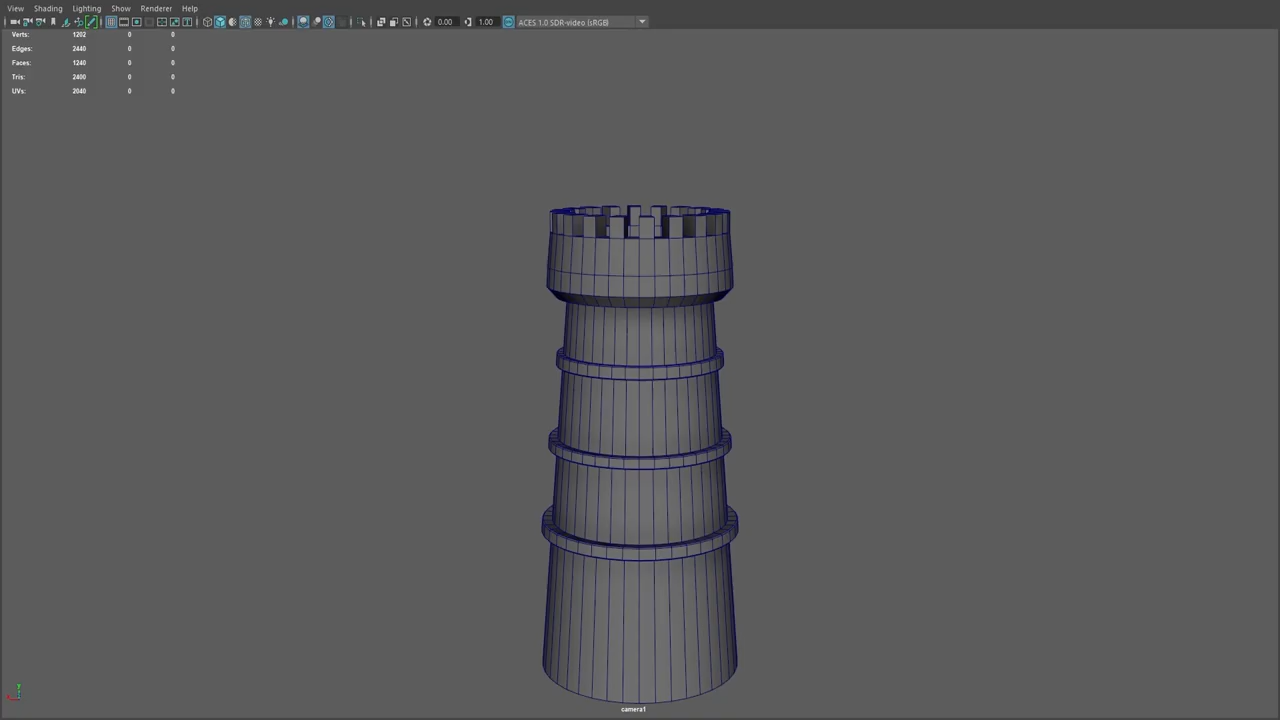 View Shading Lighting Show Renderer Help
0.00 1.00 ACES 1.0 SDR-video (sRGB)
Verts: 1202 0 0
Edges: 2440 0 0
Faces: 1240 0 0
Tris: 2400 0 0
UVs: 2040 0 0
y
camera1